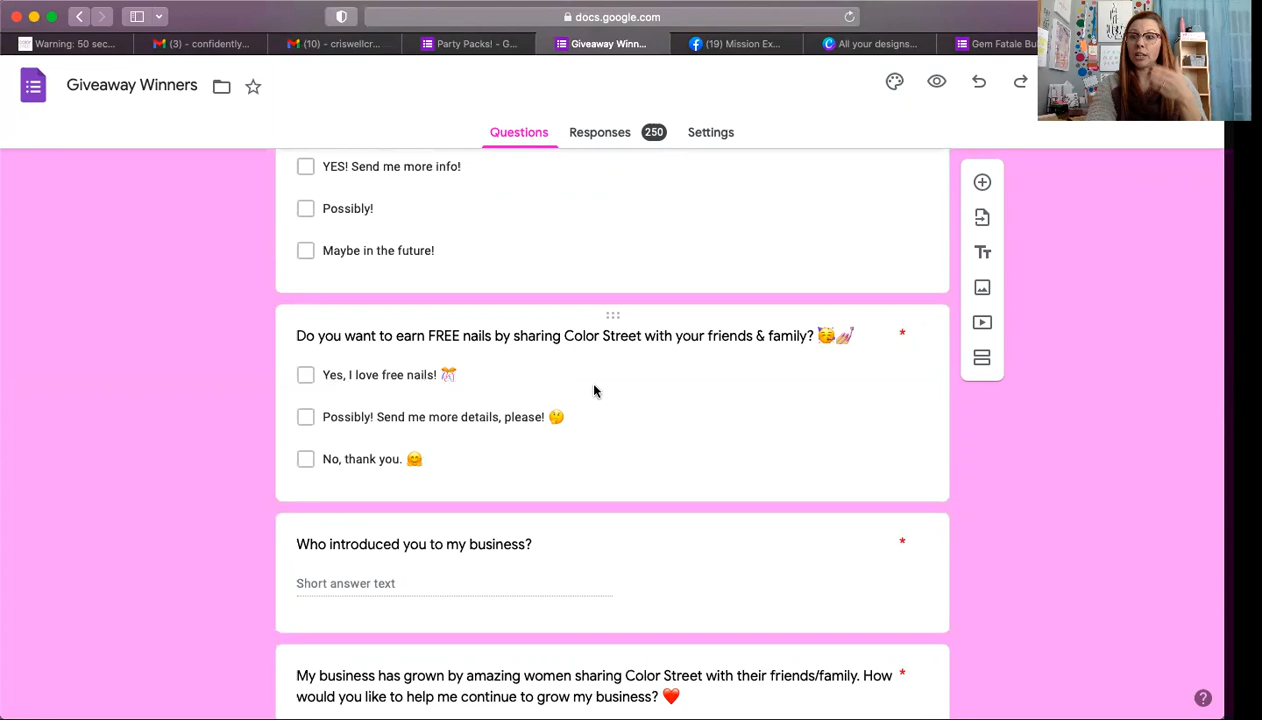 docs.google.com
Warning: 50 sec...
(3) - confidently...
(10) - criswellcr...
Party Packs! - G...
Giveaway Winn...
(19) Mission Ex...
All your designs...
Gem Fatale Bu
Giveaway Winners
Questions
Responses 250
Settings
YES! Send me more info!
Possibly!
Maybe in the future!
Do you want to earn FREE nails by sharing Color Street with your friends & family? 🥳💅 *
Yes, I love free nails! 🎊
Possibly! Send me more details, please! 🤔
No, thank you. 🤗
Who introduced you to my business? *
Short answer text
My business has grown by amazing women sharing Color Street with their friends/family. How *
would you like to help me continue to grow my business? ❤️